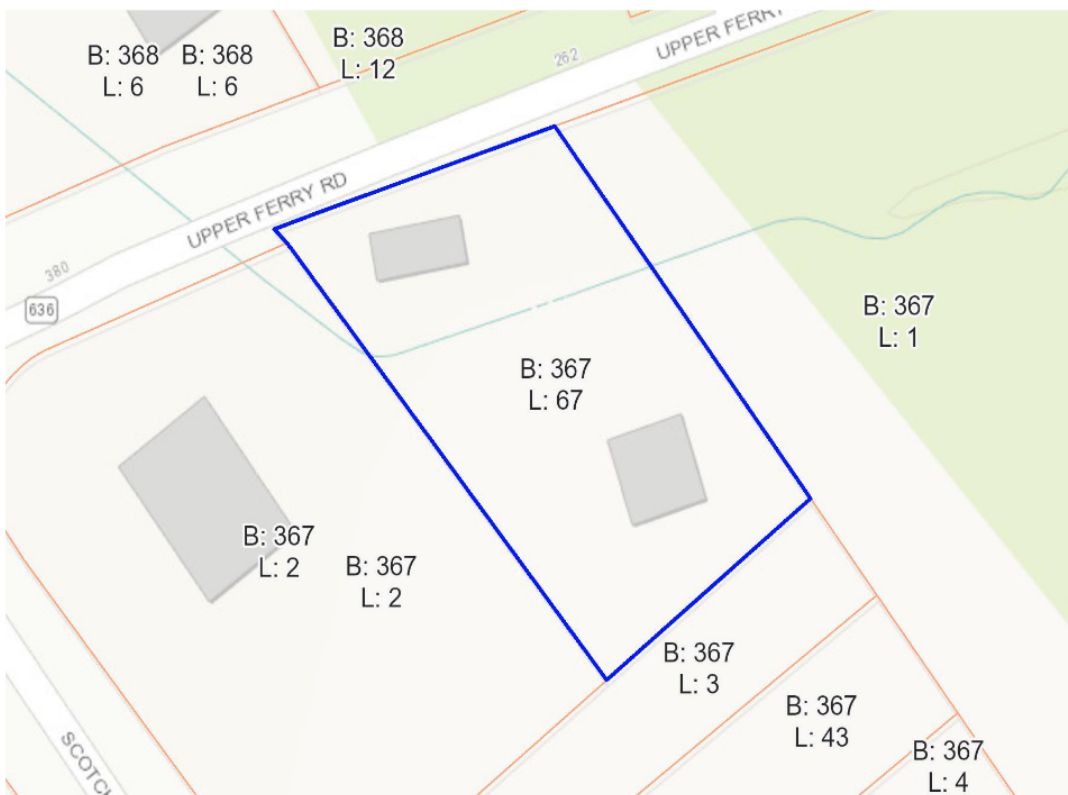 B: 368
L: 6
B: 368
L: 6
B: 368
L: 12
262
UPPER FERRY
UPPER FERRY RD
380
636
B: 367
L: 1
B: 367
L: 67
B: 367
L: 2
B: 367
L: 2
B: 367
L: 3
B: 367
L: 43
B: 367
L: 4
SCOTCH